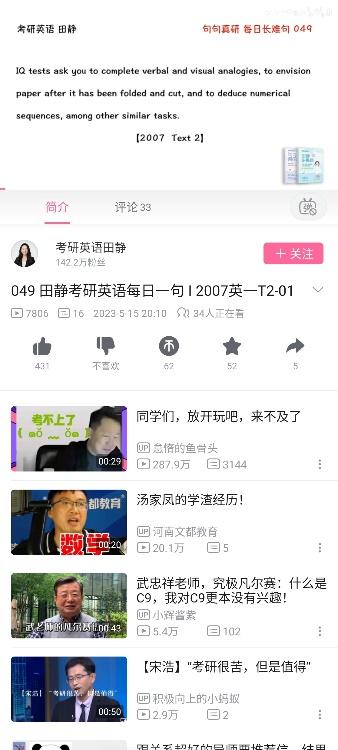 考研英语 田静
句句真研 每日长难句 049
IQ tests ask you to complete verbal and visual analogies, to envision
paper after it has been folded and cut, and to deduce numerical
sequences, among other similar tasks.
【2007 Text 2】
简介
评论 33
考研英语田静
142.2万粉丝
＋ 关注
049 田静考研英语每日一句 l 2007英一T2-01
7806
16
2023-5-15 20:10
34人正在看
431
不喜欢
62
52
5
考不上了
00:29
同学们，放开玩吧，来不及了
UP 怠惰的鱼骨头
287.9万
3144
都教育
数学
00:20
汤家凤的学渣经历！
UP 河南文都教育
20.1万
5
00:43
武忠祥老师，究极凡尔赛：什么是
C9，我对C9更本没有兴趣！
UP 小辉酱紫
5.4万
102
【宋浩】“考研很苦，但是值得”
00:50
【宋浩】“考研很苦，但是值得”
UP 积极向上的小蚂蚁
2.9万
2